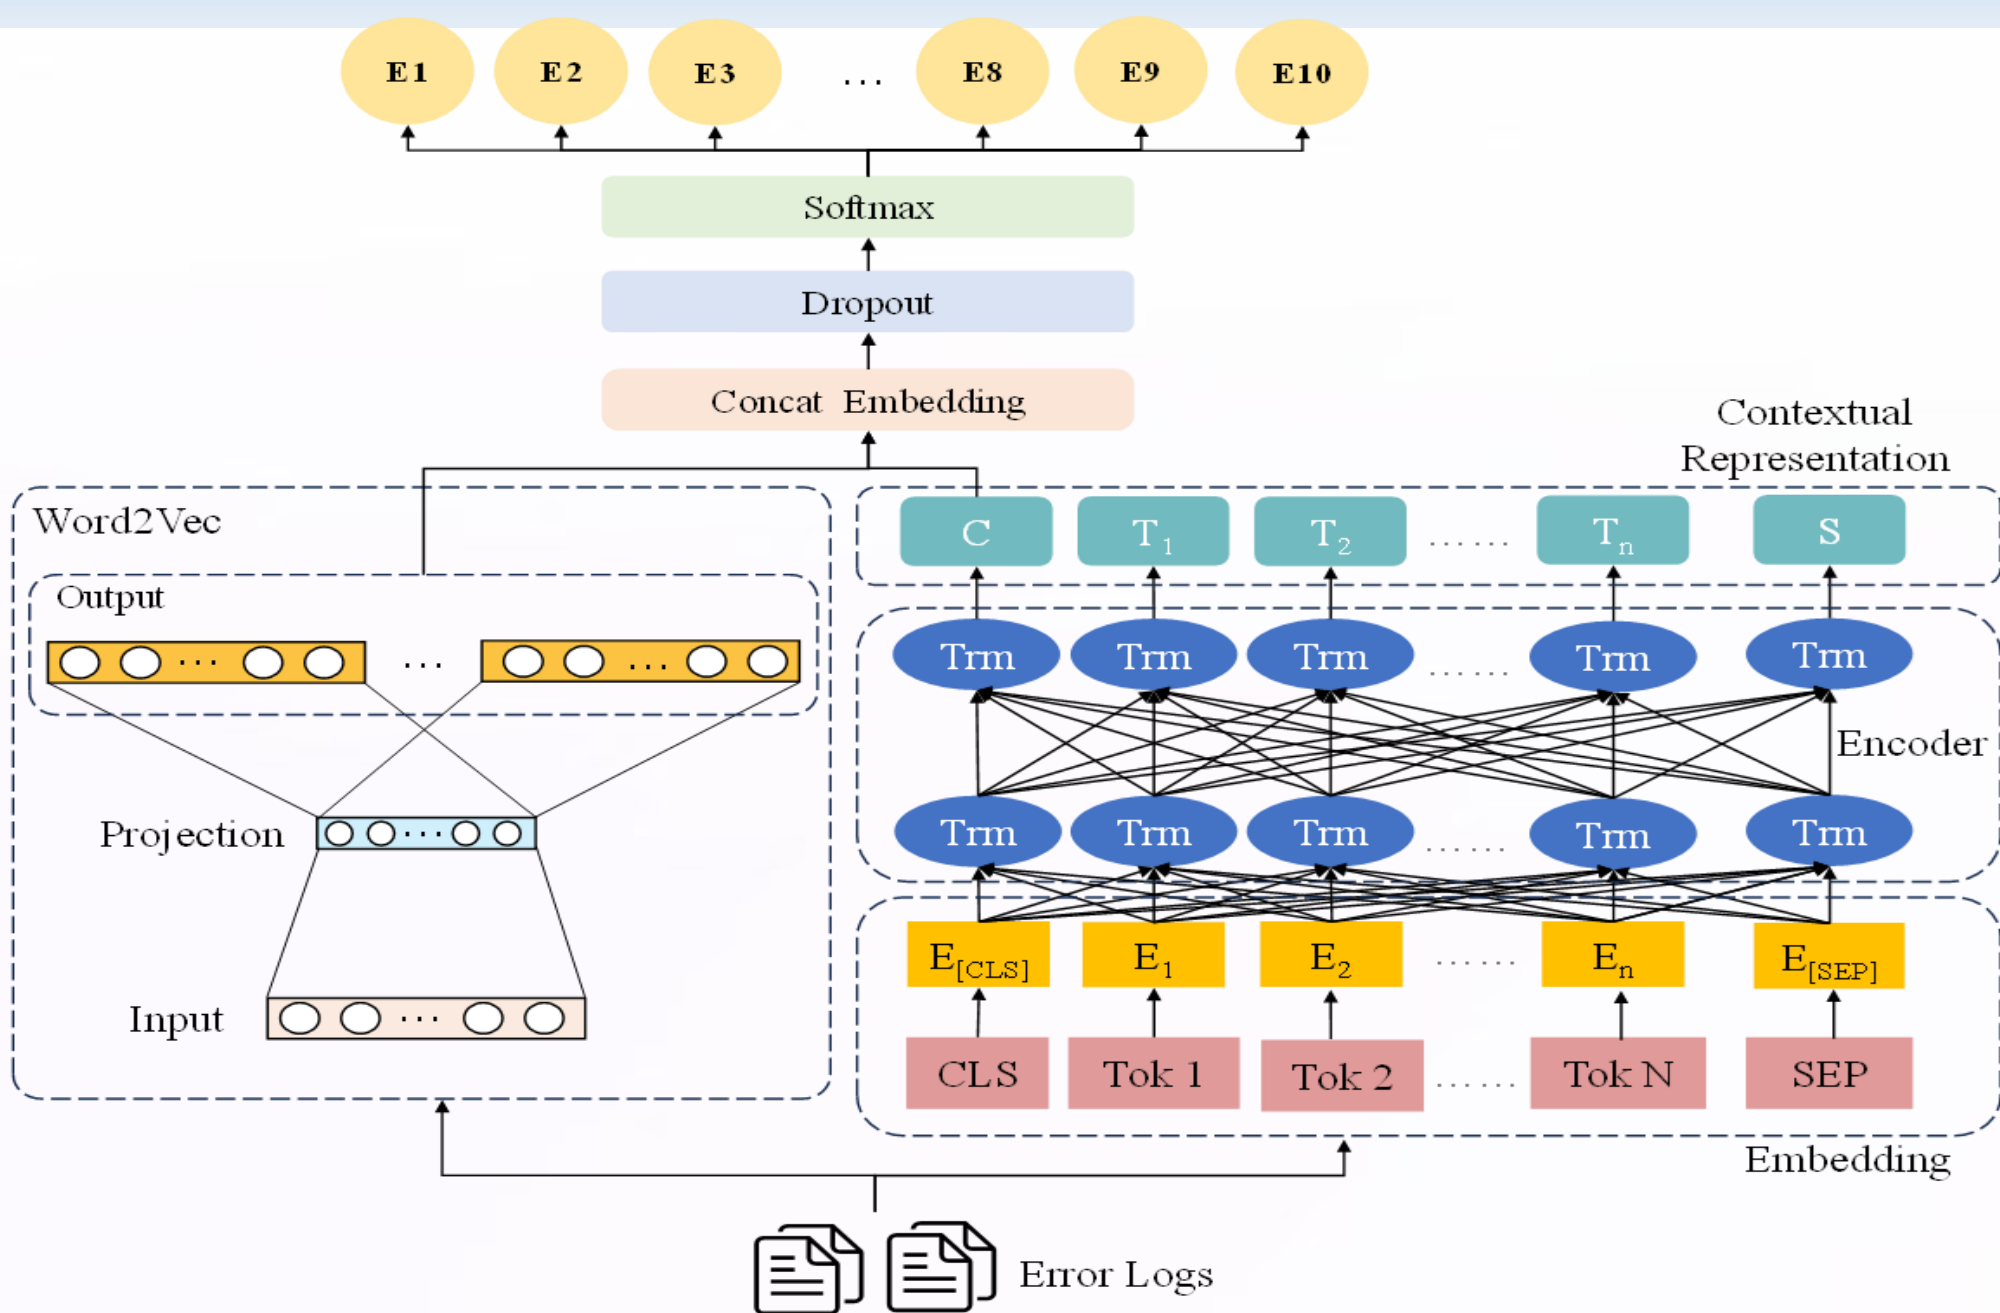 E1 E2 E3 ... E8 E9 E10
Softmax
Dropout
Concat Embedding
Contextual
Representation
Word2Vec
C T1 T2 ...... Tn S
Output
... ... ...
Trm Trm Trm ...... Trm Trm
Encoder
Projection
...
Trm Trm Trm ...... Trm Trm
E[CLS] E1 E2 ...... En E[SEP]
Input
...
CLS Tok 1 Tok 2 ...... Tok N SEP
Embedding
Error Logs